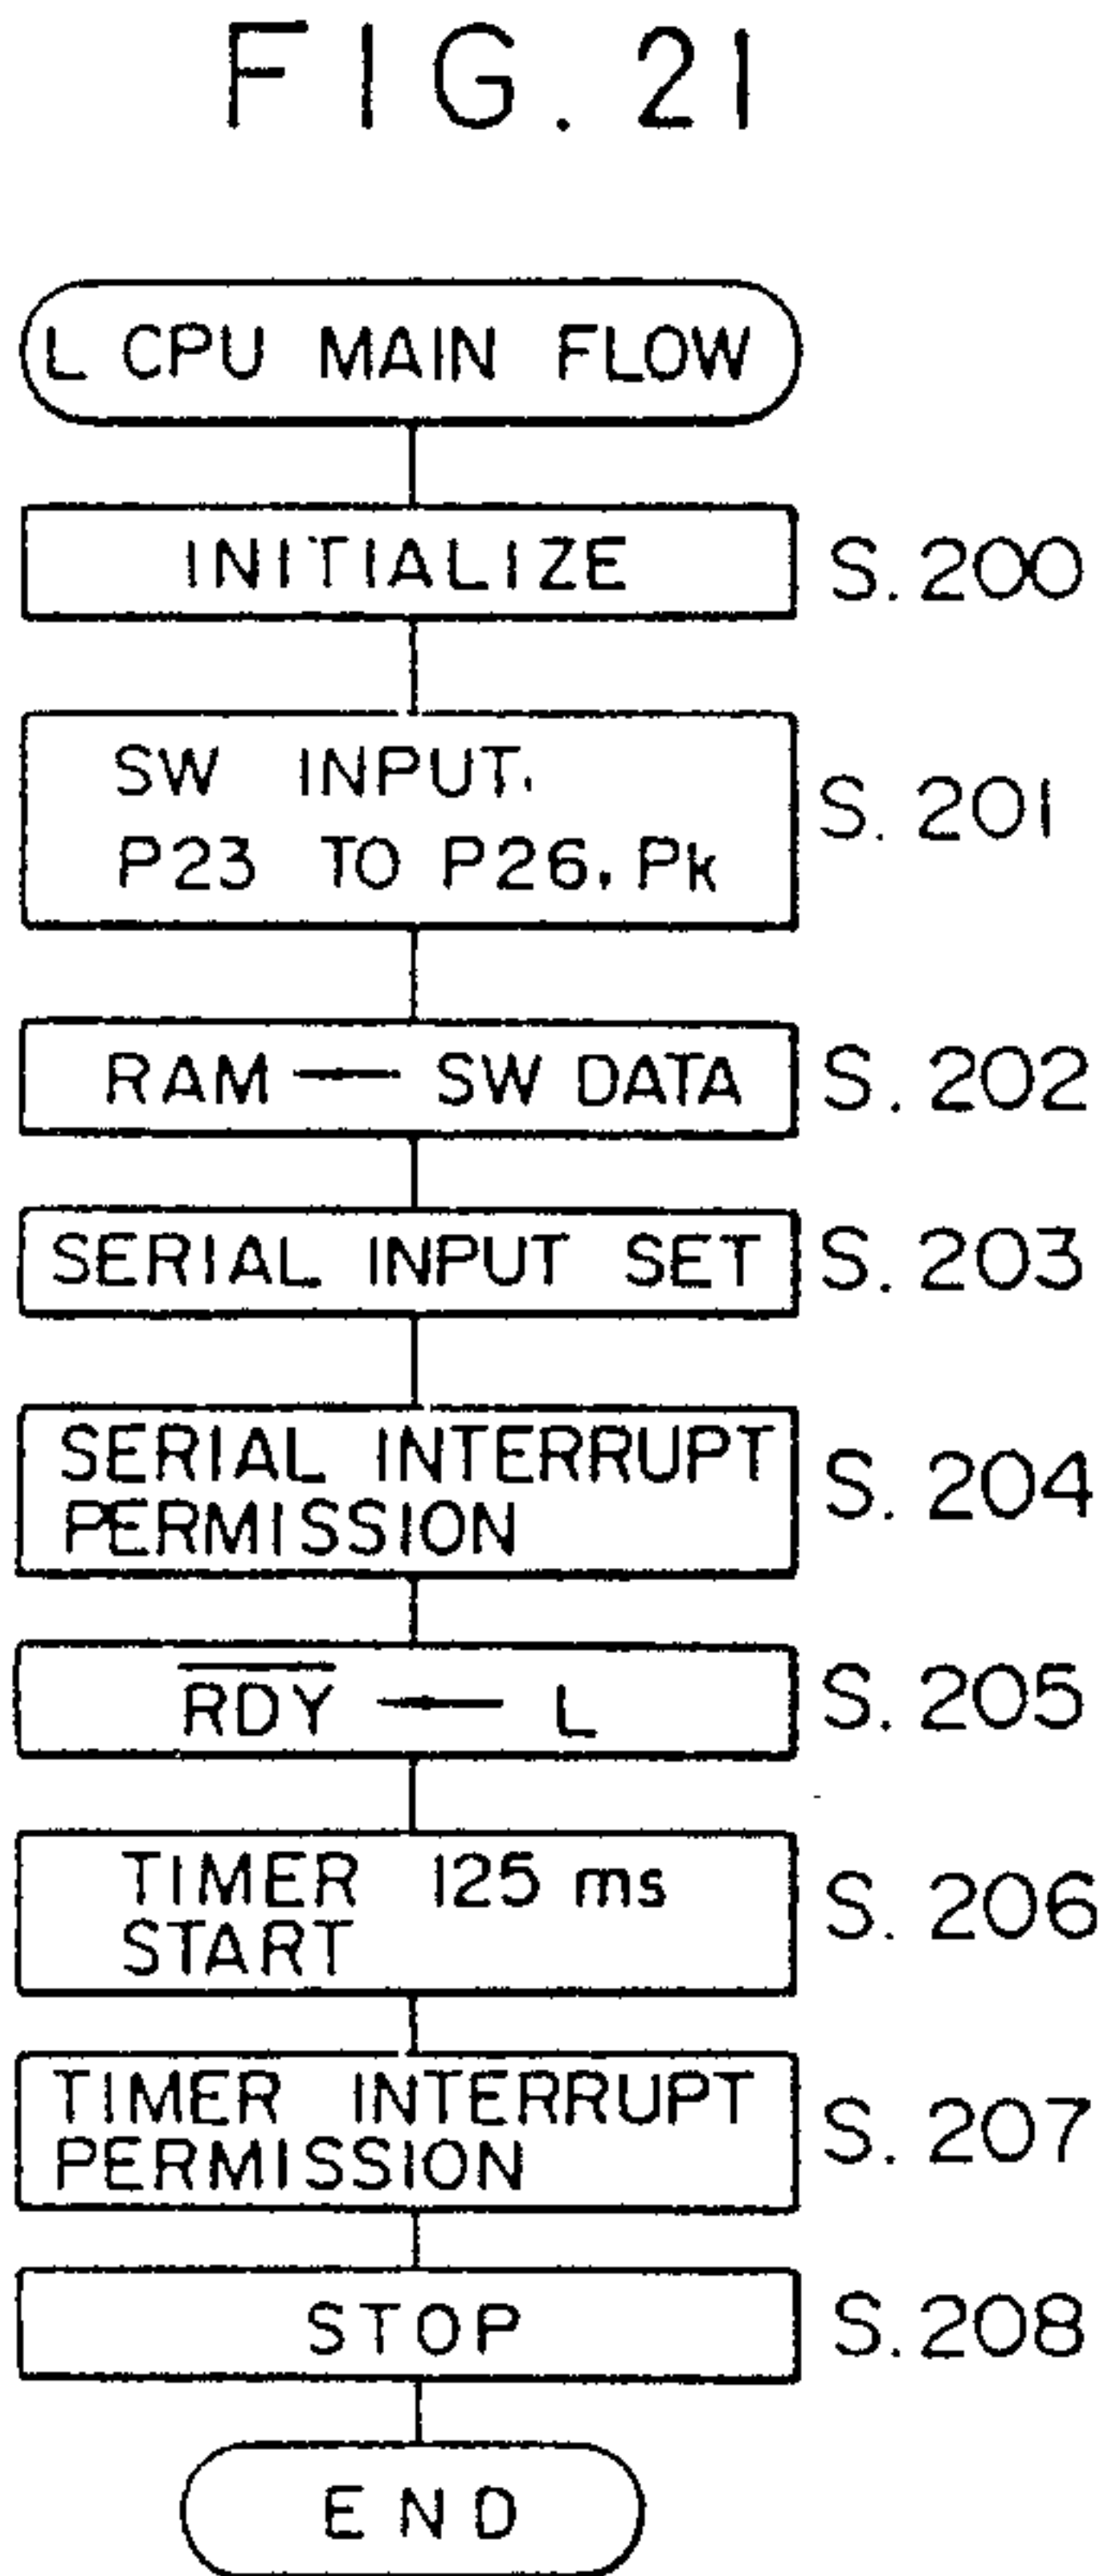 FIG. 21
L CPU MAIN FLOW
INITIALIZE S.200
SW INPUT,
P23 TO P26, Pk S.201
RAM ← SW DATA S.202
SERIAL INPUT SET S.203
SERIAL INTERRUPT
PERMISSION S.204
R̅D̅Y̅ ← L S.205
TIMER 125 ms
START S.206
TIMER INTERRUPT
PERMISSION S.207
STOP S.208
END